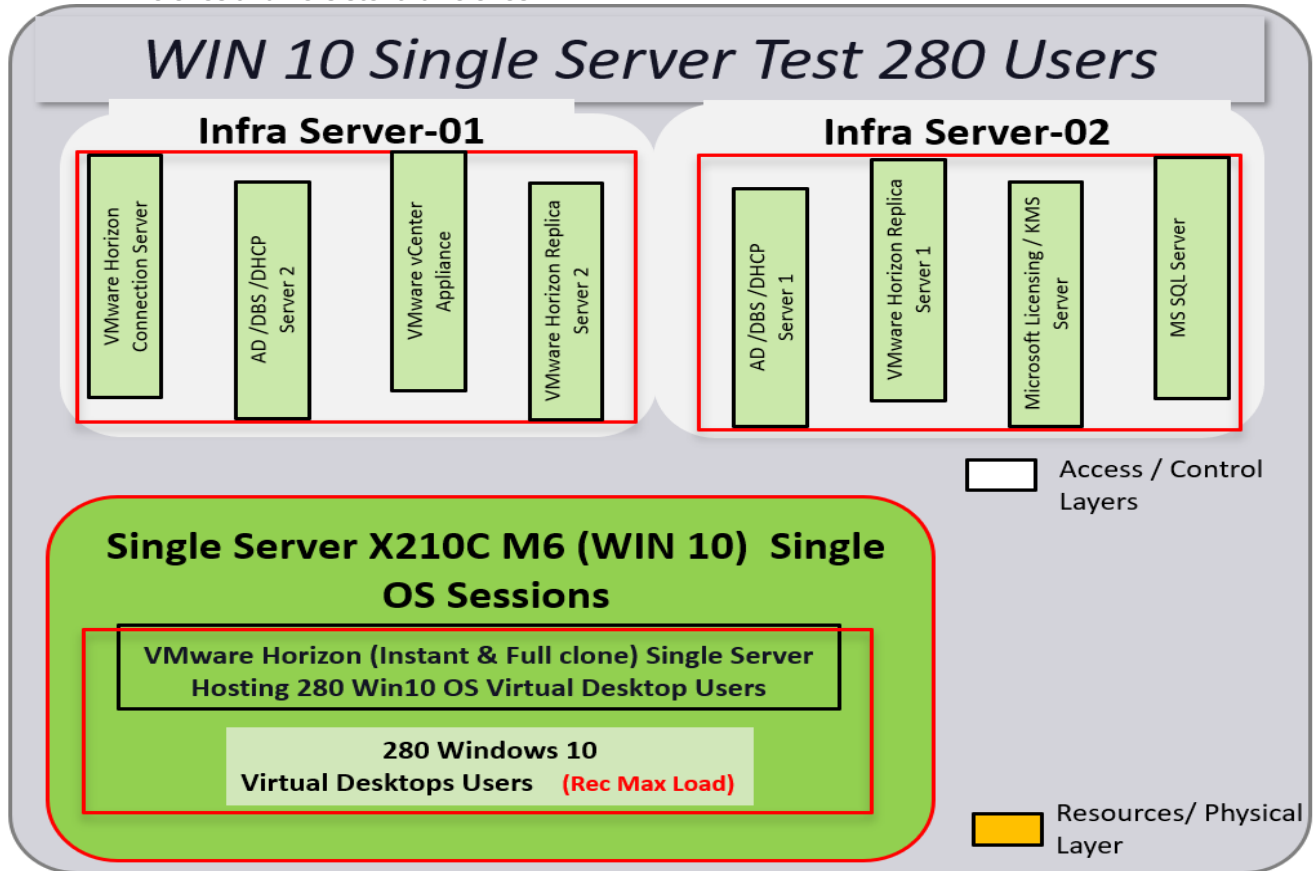 WIN 10 Single Server Test 280 Users
Infra Server-01
VMware Horizon
Connection Server
AD /DBS /DHCP
Server 2
VMware vCenter
Appliance
VMware Horizon Replica
Server 2
Infra Server-02
AD /DBS /DHCP
Server 1
VMware Horizon Replica
Server 1
Microsoft Licensing / KMS
Server
MS SQL Server
Access / Control
Layers
Single Server X210C M6 (WIN 10) Single
OS Sessions
VMware Horizon (Instant & Full clone) Single Server
Hosting 280 Win10 OS Virtual Desktop Users
280 Windows 10
Virtual Desktops Users (Rec Max Load)
Resources/ Physical
Layer